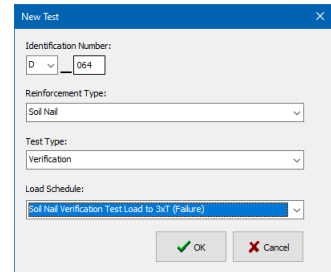 New Test
Identification Number:
D _ 064
Reinforcement Type:
Soil Nail
Test Type:
Verification
Load Schedule:
Soil Nail Verification Test Load to 3xT (Failure)
OK Cancel